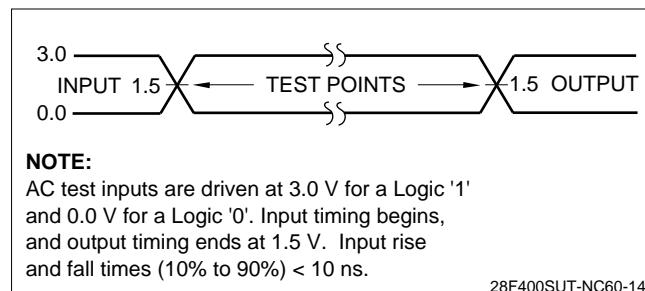 3.0
INPUT 1.5 TEST POINTS 1.5 OUTPUT
0.0
NOTE:
AC test inputs are driven at 3.0 V for a Logic '1'
and 0.0 V for a Logic '0'. Input timing begins,
and output timing ends at 1.5 V. Input rise
and fall times (10% to 90%) < 10 ns.
28F400SUT-NC60-14